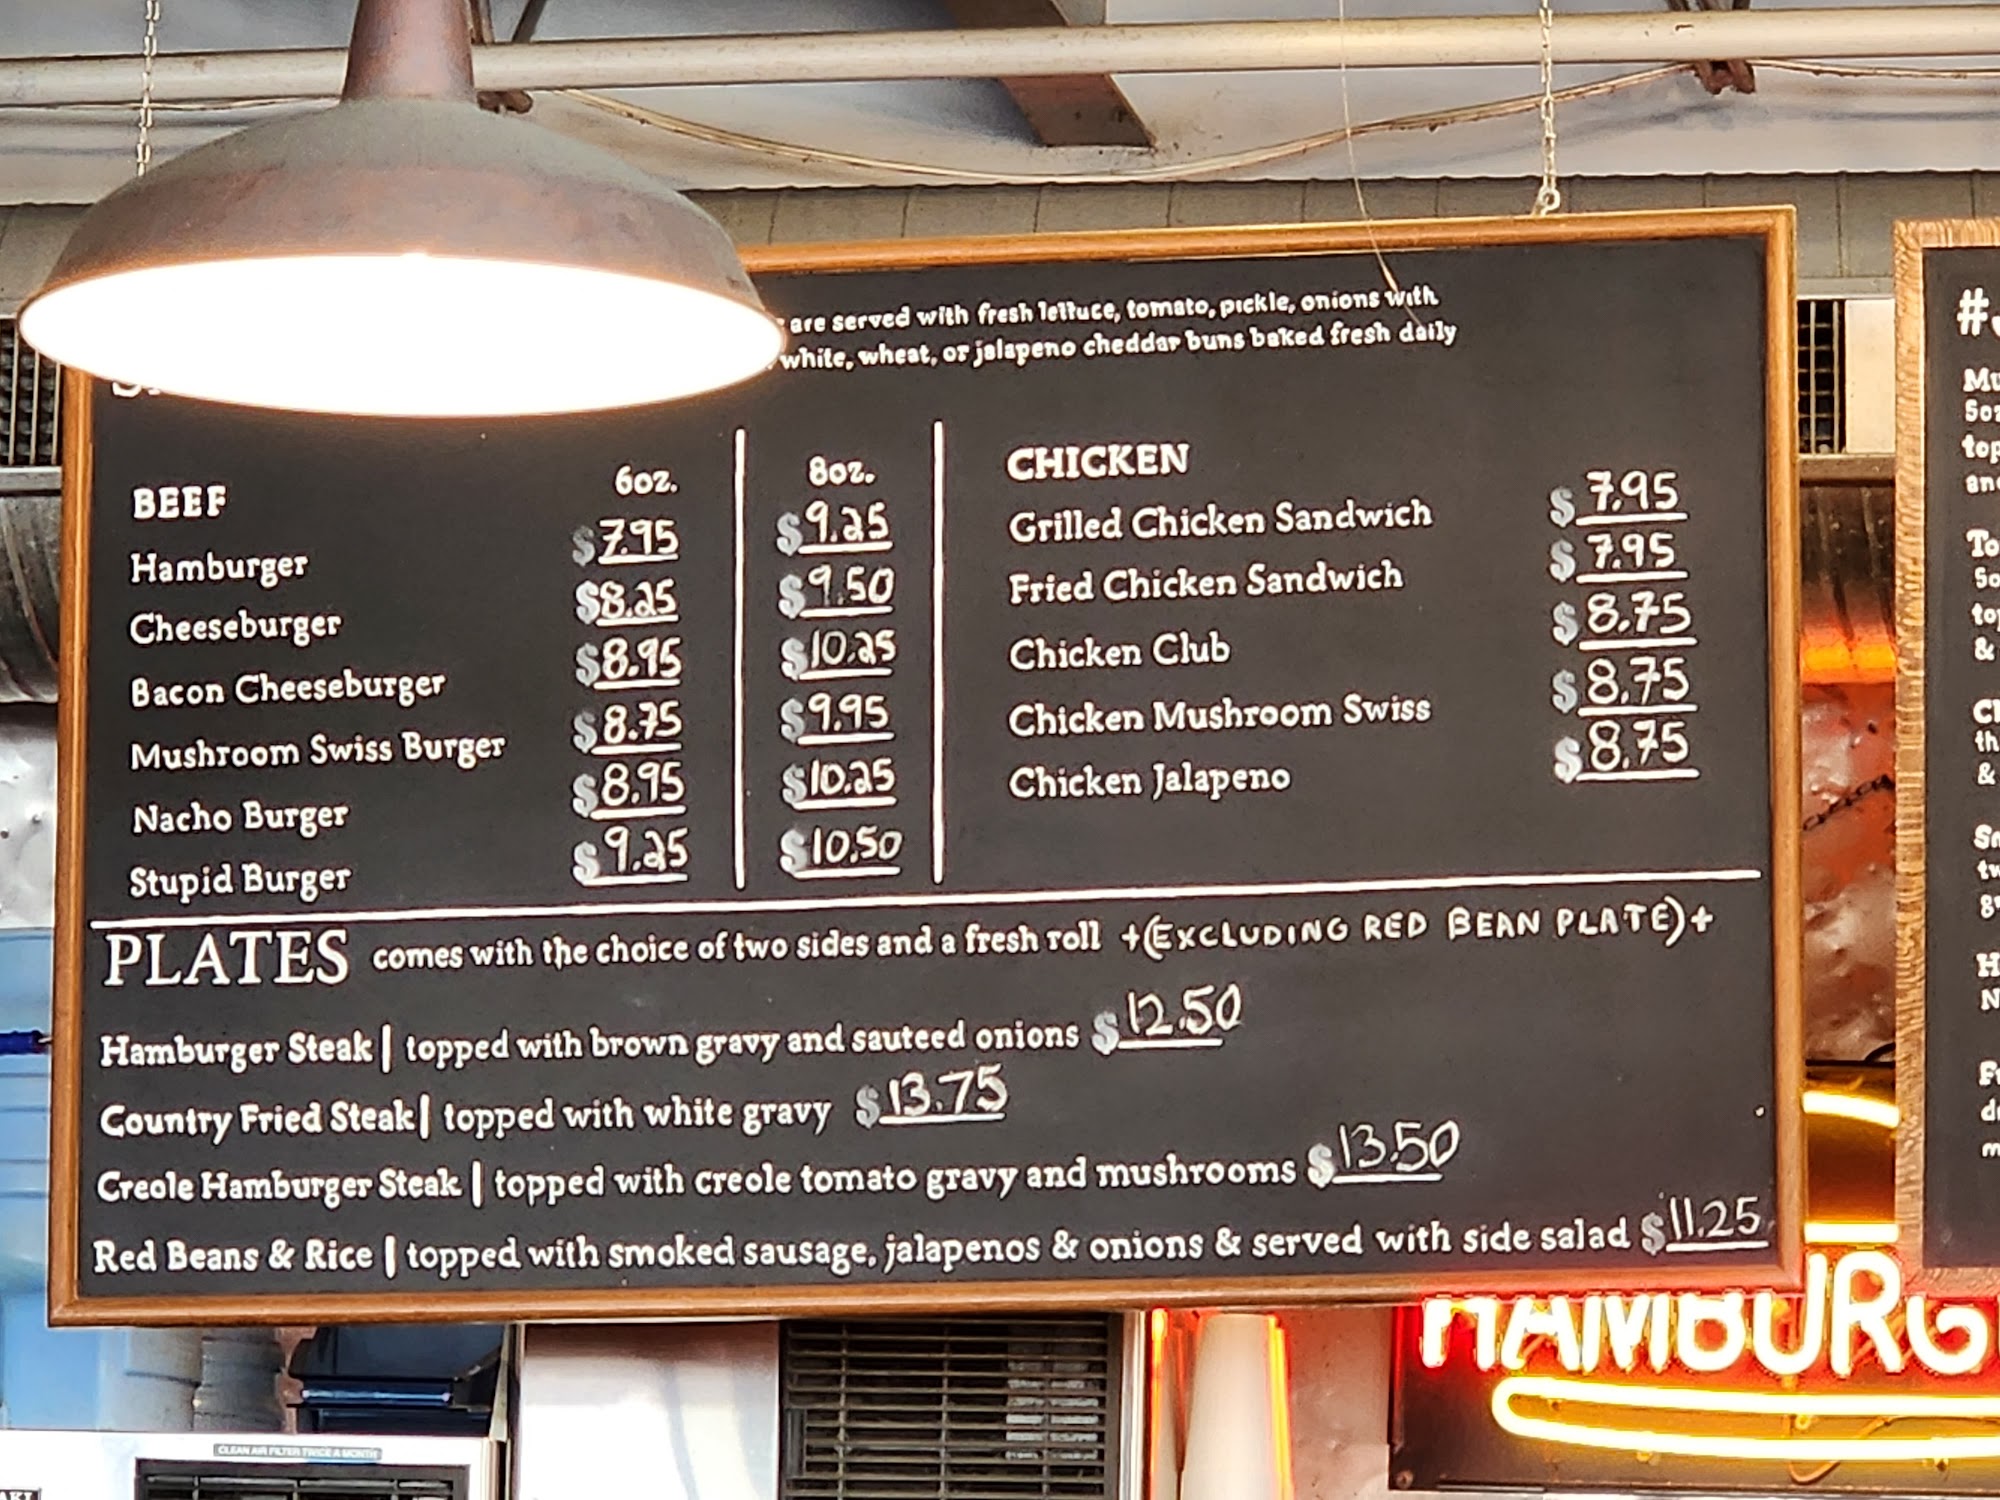 are served with fresh lettuce, tomato, pickle, onions with
white, wheat, or jalapeno cheddar buns baked fresh daily
BEEF 6oz. 8oz.
Hamburger $7.95 $9.25
Cheeseburger $8.25 $9.50
Bacon Cheeseburger $8.95 $10.25
Mushroom Swiss Burger $8.75 $9.95
Nacho Burger $8.95 $10.25
Stupid Burger $9.25 $10.50
CHICKEN
Grilled Chicken Sandwich $7.95
Fried Chicken Sandwich $7.95
Chicken Club $8.75
Chicken Mushroom Swiss $8.75
Chicken Jalapeno $8.75
PLATES comes with the choice of two sides and a fresh roll +(EXCLUDING RED BEAN PLATE)+
Hamburger Steak | topped with brown gravy and sauteed onions $12.50
Country Fried Steak | topped with white gravy $13.75
Creole Hamburger Steak | topped with creole tomato gravy and mushrooms $13.50
Red Beans & Rice | topped with smoked sausage, jalapenos & onions & served with side salad $11.25
HAMBURG
CLEAN AIR FILTER TWICE A MONTH